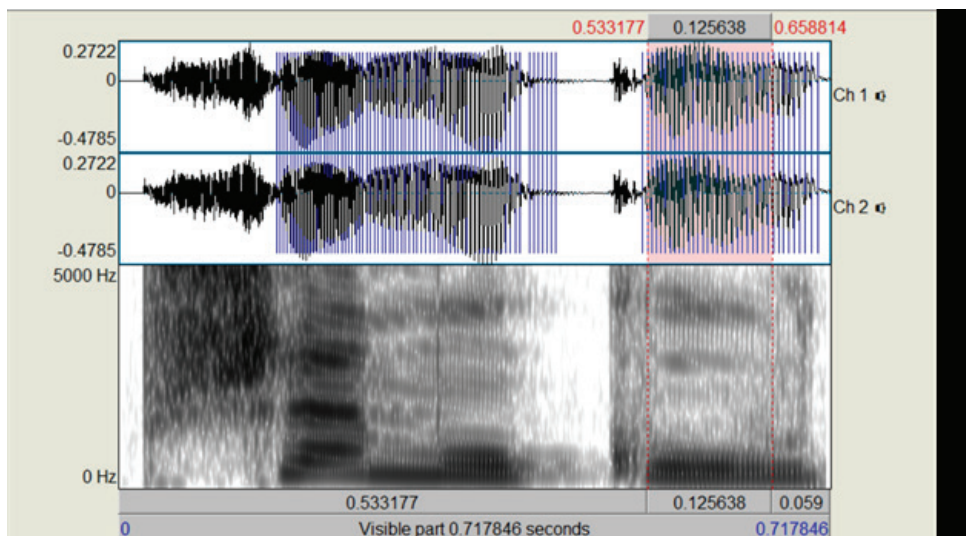 0.533177 0.125638 0.658814
0.2722
0
-0.4785
Ch 1
0.2722
0
-0.4785
Ch 2
5000 Hz
0 Hz
0.533177 0.125638 0.059
0 Visible part 0.717846 seconds 0.717846